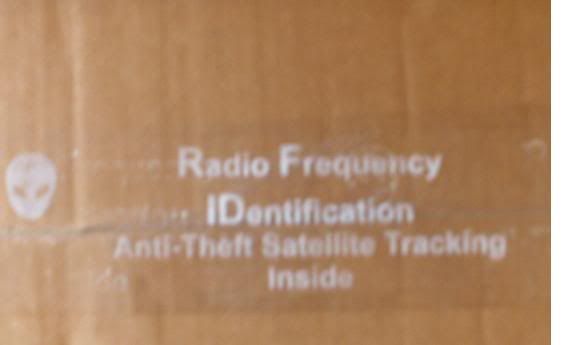 Radio Frequency
IDentification
Anti-Theft Satellite Tracking
Inside